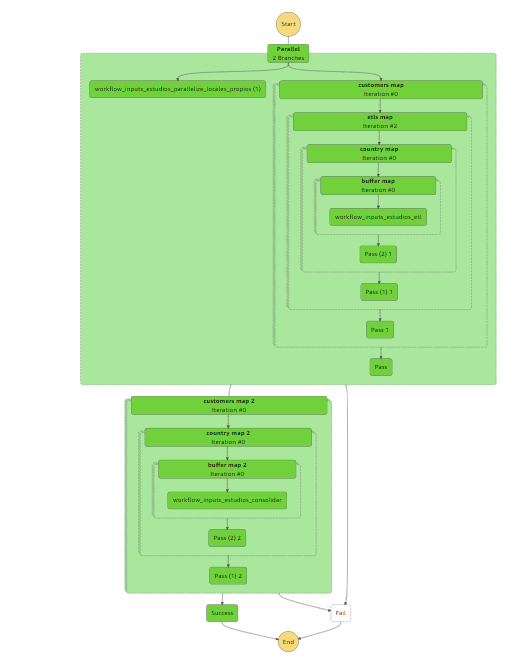 Start
Parallel
2 Branches
workflow_inputs_estudios_parallelize_locales_propios (1)
customers map
Iteration #0
etls map
Iteration #2
country map
Iteration #0
buffer map
Iteration #0
workflow_inputs_estudios_etl
Pass (2) 1
Pass (1) 1
Pass 1
Pass
customers map 2
Iteration #0
country map 2
Iteration #0
buffer map 2
Iteration #0
workflow_inputs_estudios_consolidar
Pass (2) 2
Pass (1) 2
Success
Fail
End